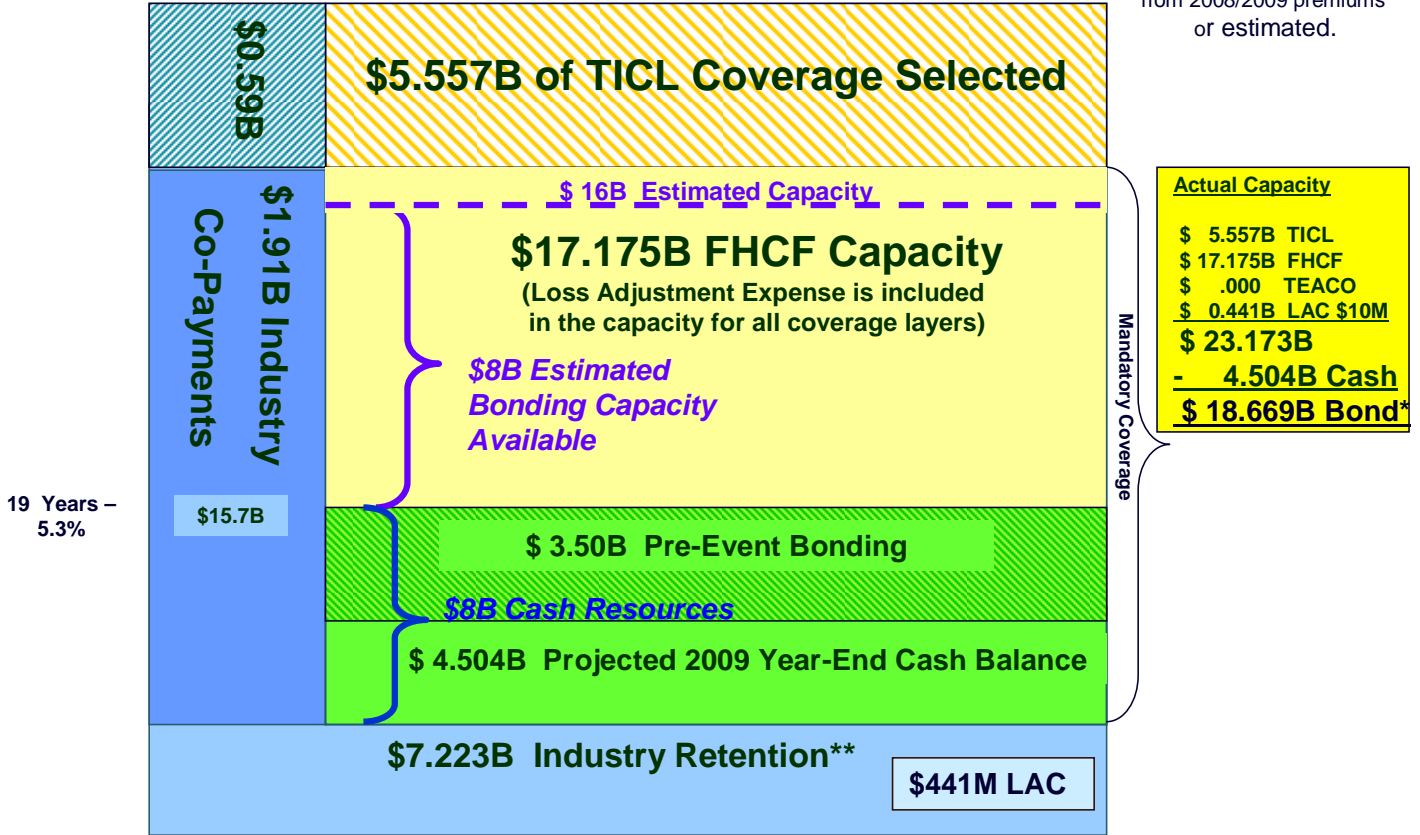 from 2008/2009 premiums
or estimated.
$0.59B
$5.557B of TICL Coverage Selected
$ 16B  Estimated Capacity
$1.91B Industry
Co-Payments
$17.175B FHCF Capacity
(Loss Adjustment Expense is included
in the capacity for all coverage layers)
$8B Estimated
Bonding Capacity
Available
Mandatory Coverage
Actual Capacity
$ 5.557B TICL
$ 17.175B FHCF
$ .000 TEACO
$ 0.441B LAC $10M
$ 23.173B
- 4.504B Cash
$ 18.669B Bond*
19 Years –
5.3%
$15.7B
$ 3.50B Pre-Event Bonding
$8B Cash Resources
$ 4.504B Projected 2009 Year-End Cash Balance
$7.223B Industry Retention**
$441M LAC